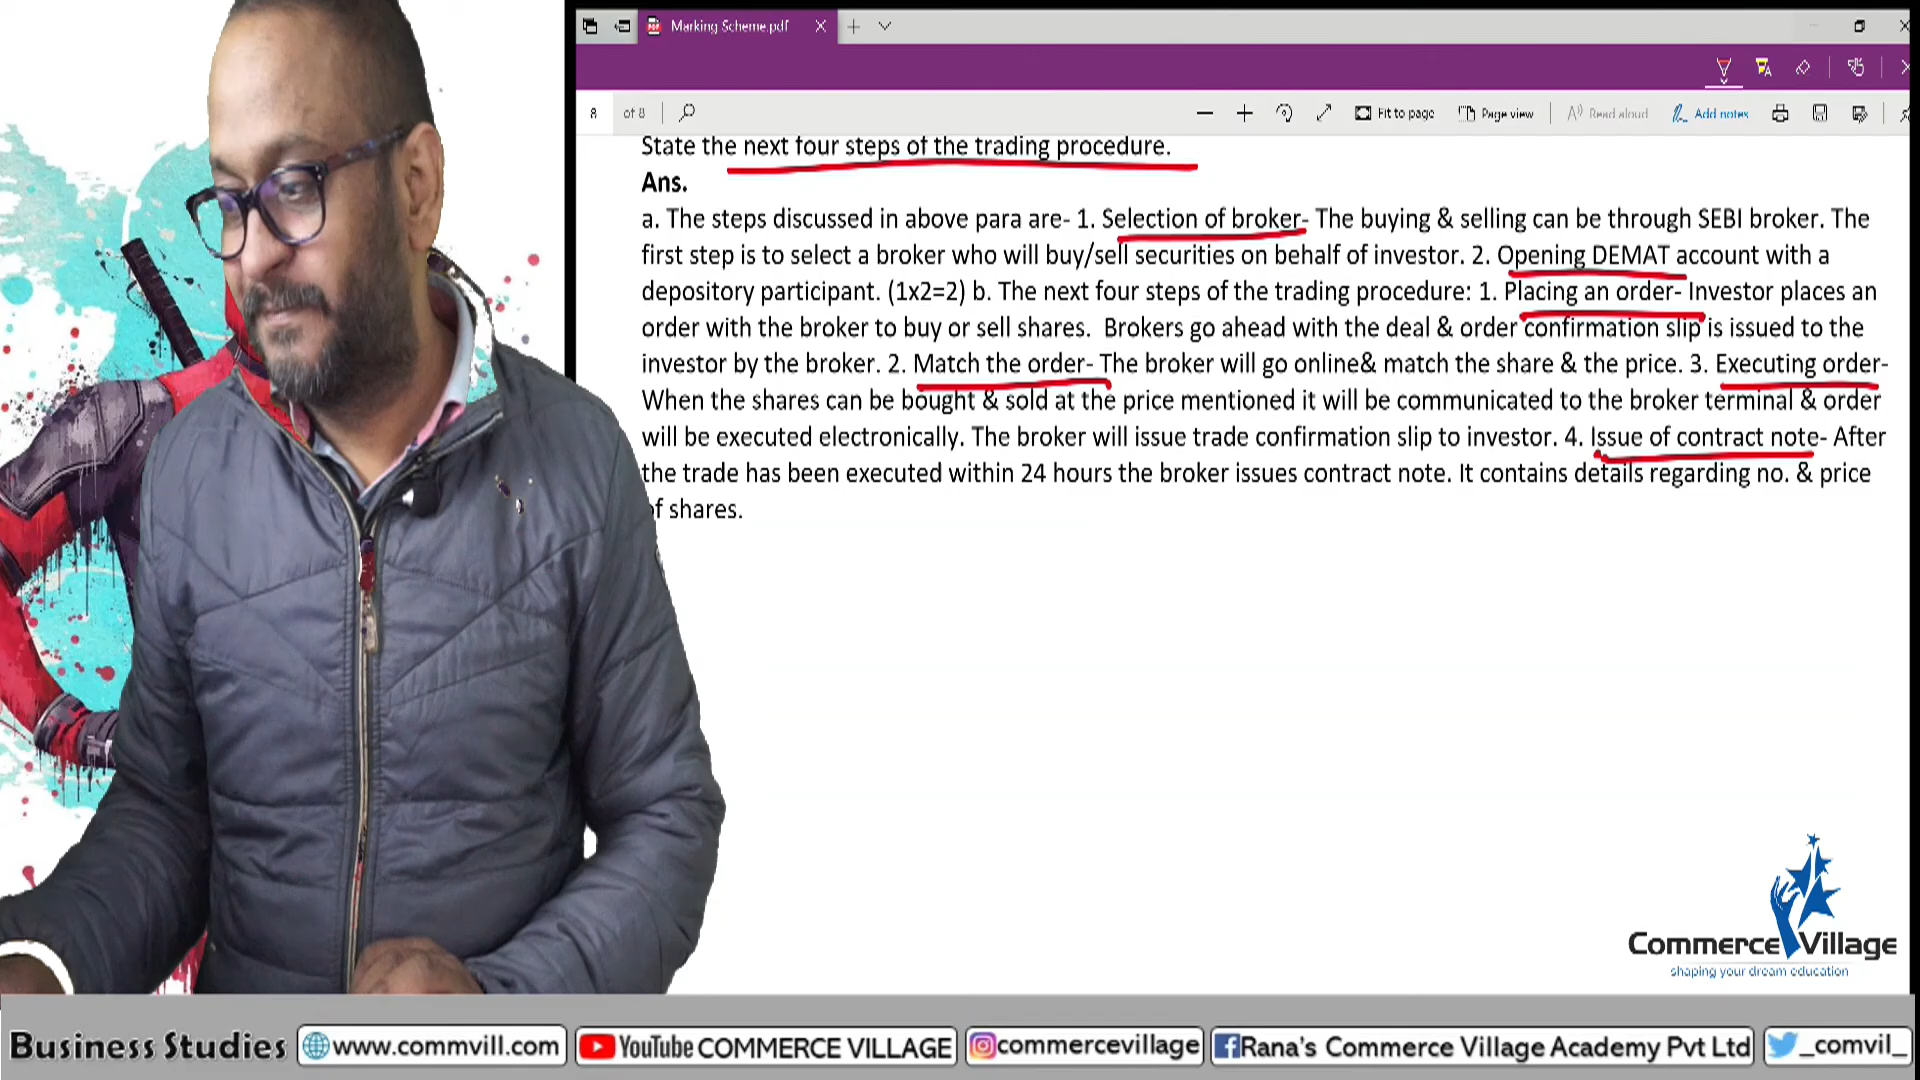 Marking Scheme.pdf
8 of 8
Fit to page
Page view
Read aloud
Add notes
State the next four steps of the trading procedure.
Ans.
a. The steps discussed in above para are- 1. Selection of broker- The buying & selling can be through SEBI broker. The
first step is to select a broker who will buy/sell securities on behalf of investor. 2. Opening DEMAT account with a
depository participant. (1x2=2) b. The next four steps of the trading procedure: 1. Placing an order- Investor places an
order with the broker to buy or sell shares. Brokers go ahead with the deal & order confirmation slip is issued to the
investor by the broker. 2. Match the order- The broker will go online& match the share & the price. 3. Executing order-
When the shares can be bought & sold at the price mentioned it will be communicated to the broker terminal & order
will be executed electronically. The broker will issue trade confirmation slip to investor. 4. Issue of contract note- After
the trade has been executed within 24 hours the broker issues contract note. It contains details regarding no. & price
of shares.
Commerce Village
shaping your dream education
Business Studies
www.commvill.com
YouTube COMMERCE VILLAGE
commercevillage
Rana's Commerce Village Academy Pvt Ltd
_comvil_